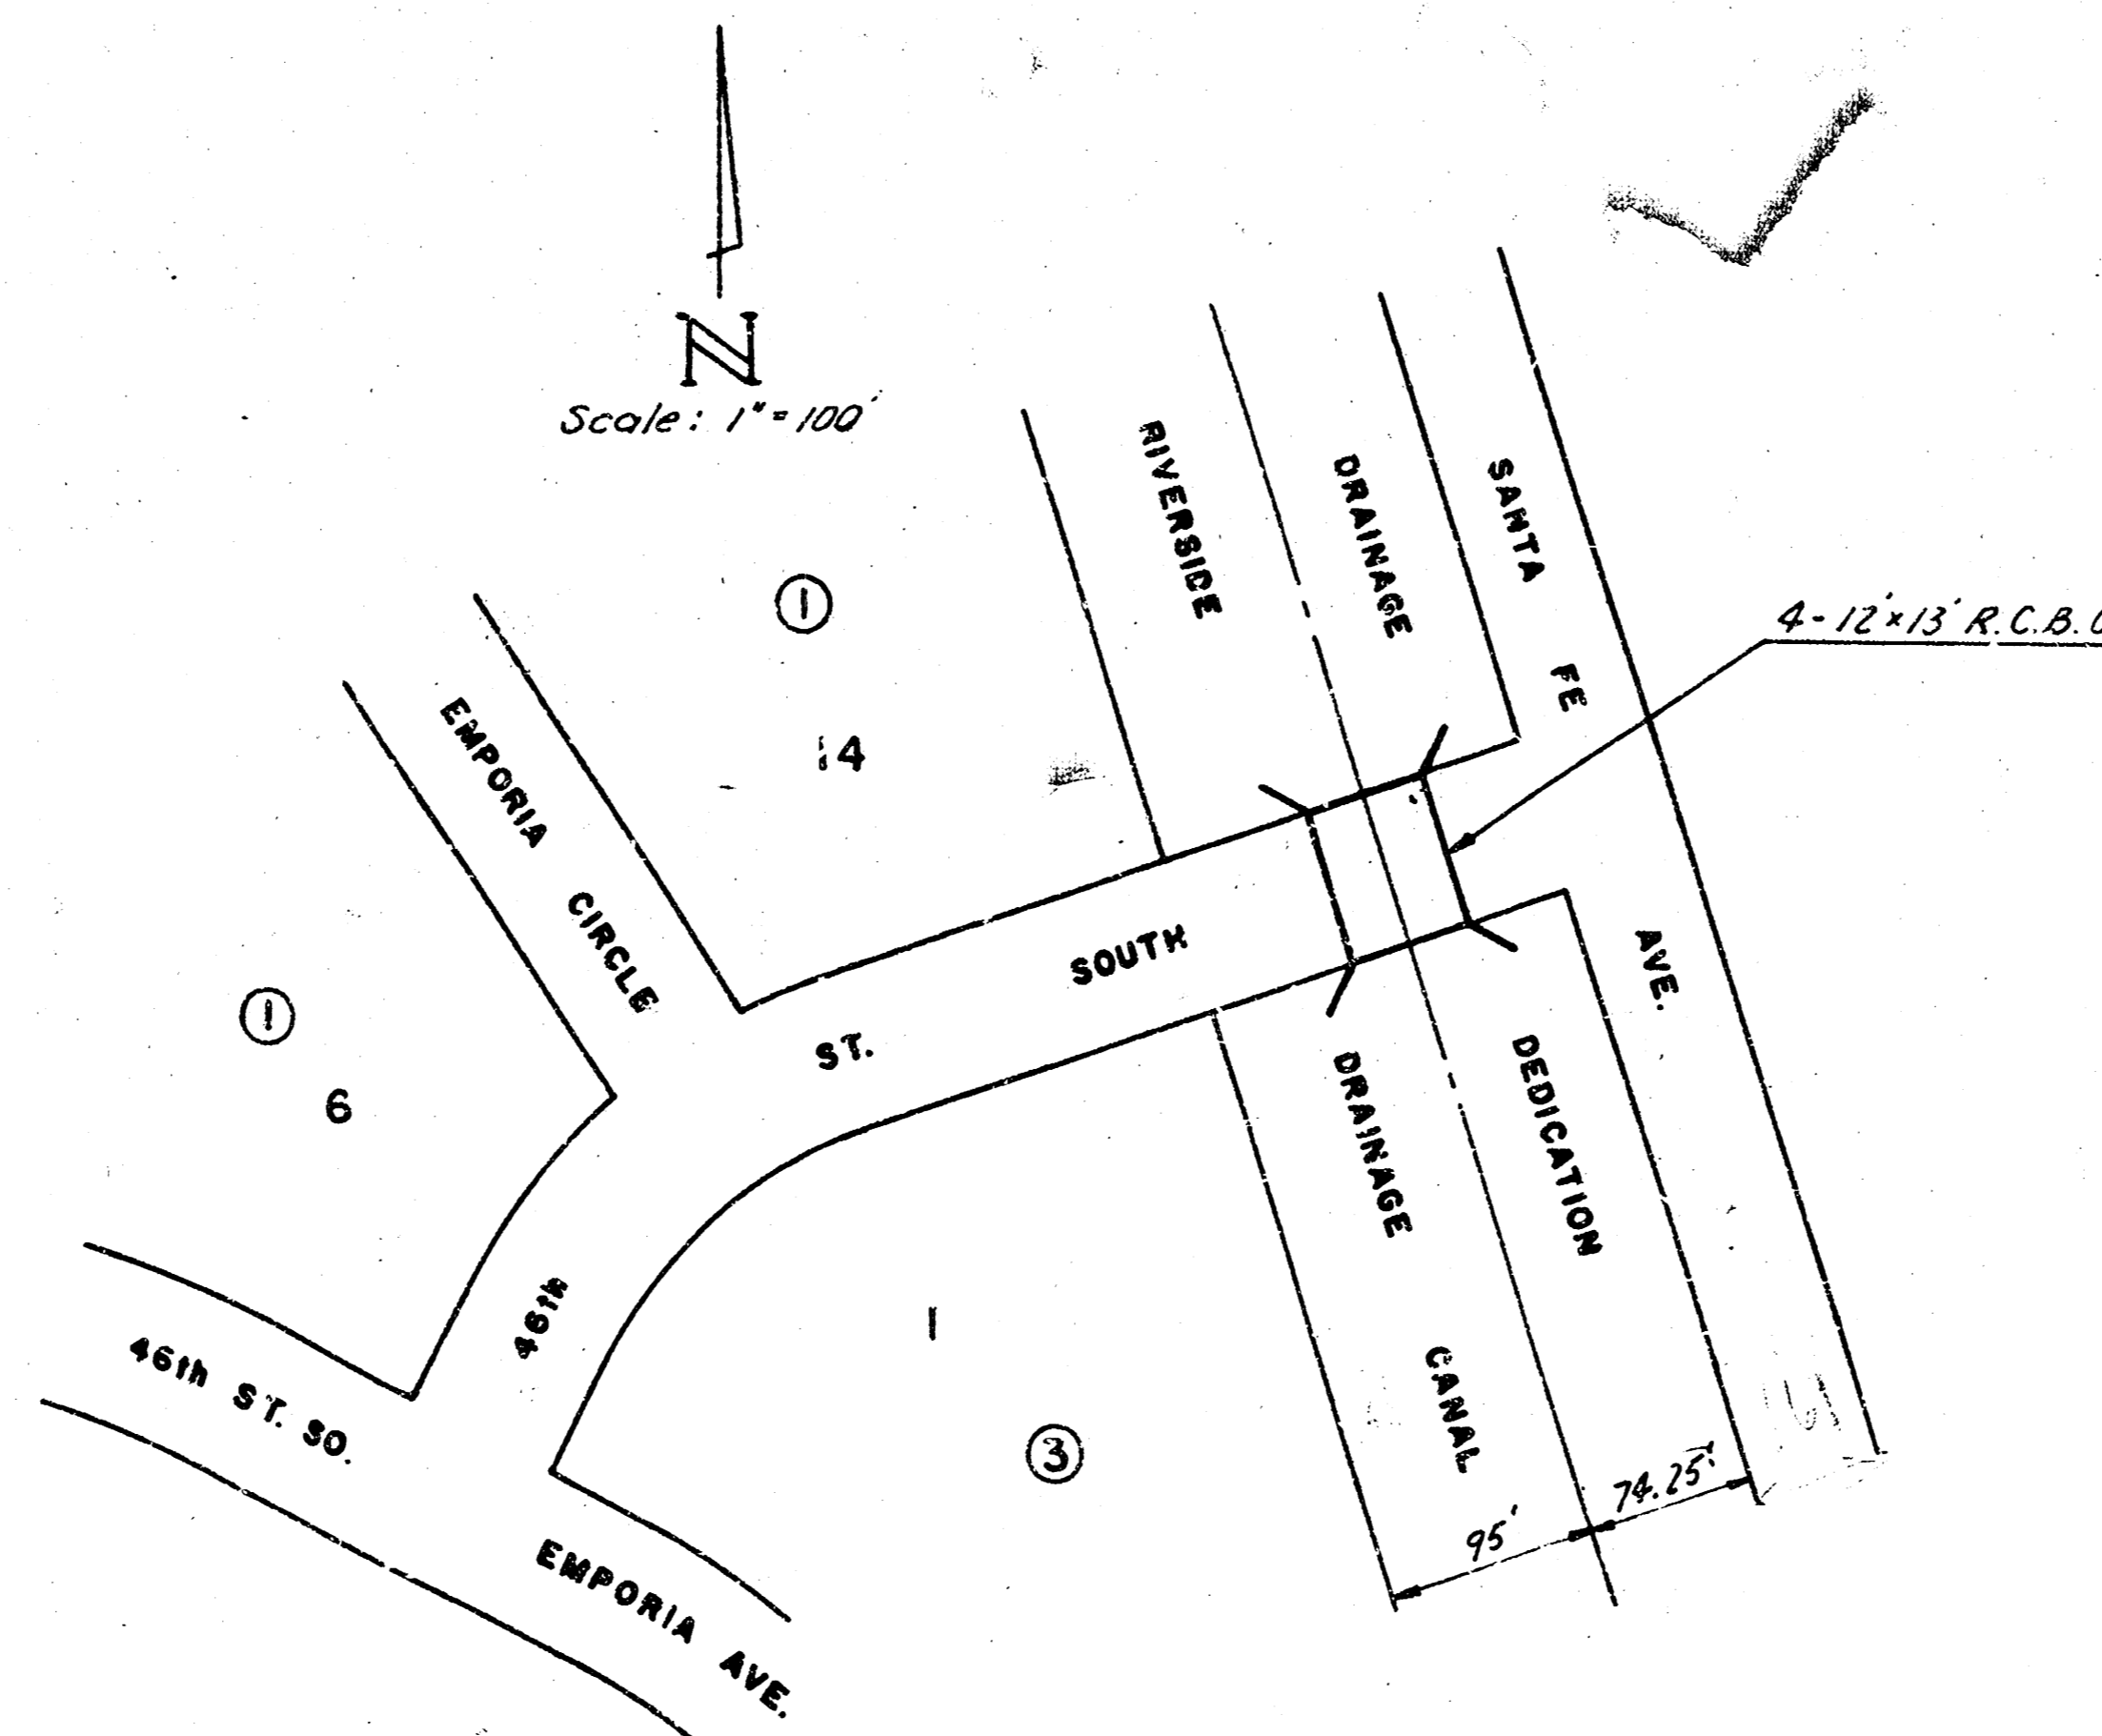 N
Scale: 1"=100'
RIVERSIDE
DRAINAGE
SANTA FE AVE.
4-12'x13' R.C.B.
1
14
EMPORIA CIRCLE
SOUTH
ST.
1
6
46th
46th ST. SO.
DRAINAGE
DEDICATION
CANAL
1
3
95'
74.25'
EMPORIA AVE.